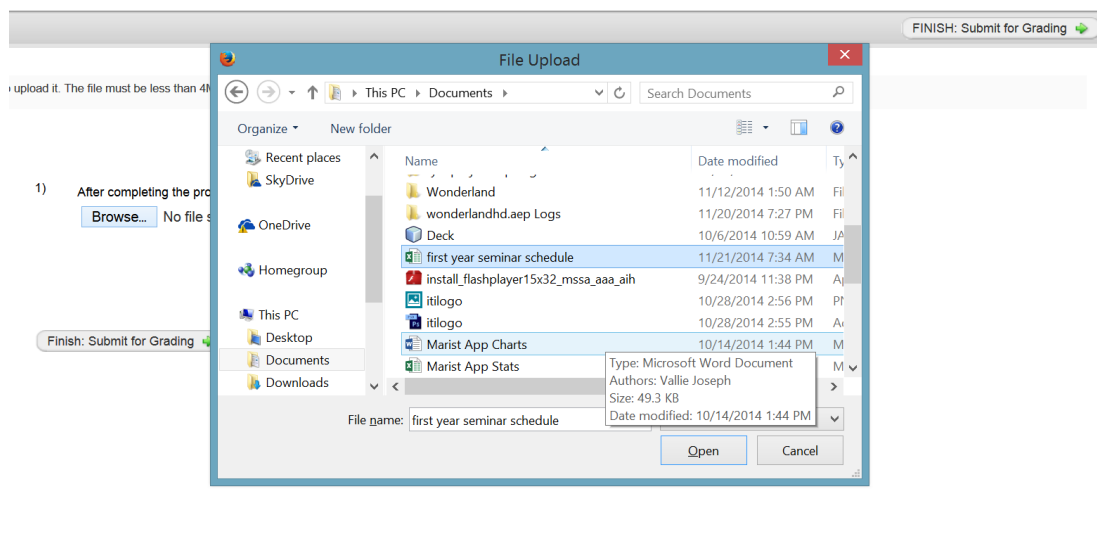 FINISH: Submit for Grading
File Upload
upload it. The file must be less than 4M
This PC Documents
Search Documents
Organize New folder
Recent places
SkyDrive
OneDrive
Homegroup
This PC
Desktop
Documents
Downloads
Name Date modified
Wonderland 11/12/2014 1:50 AM Fil
wonderlandhd.aep Logs 11/20/2014 7:27 PM Fil
Deck 10/6/2014 10:59 AM JA
first year seminar schedule 11/21/2014 7:34 AM M
install_flashplayer15x32_mssa_aaa_aih 9/24/2014 11:38 PM
itilogo 10/28/2014 2:56 PM
itilogo 10/28/2014 2:55 PM
Marist App Charts 10/14/2014 1:44 PM M
Marist App Stats M
Type: Microsoft Word Document
Authors: Vallie Joseph
Size: 49.3 KB
Date modified: 10/14/2014 1:44 PM
1) After completing the pro
Browse... No file s
Finish: Submit for Grading
File name: first year seminar schedule
Open Cancel